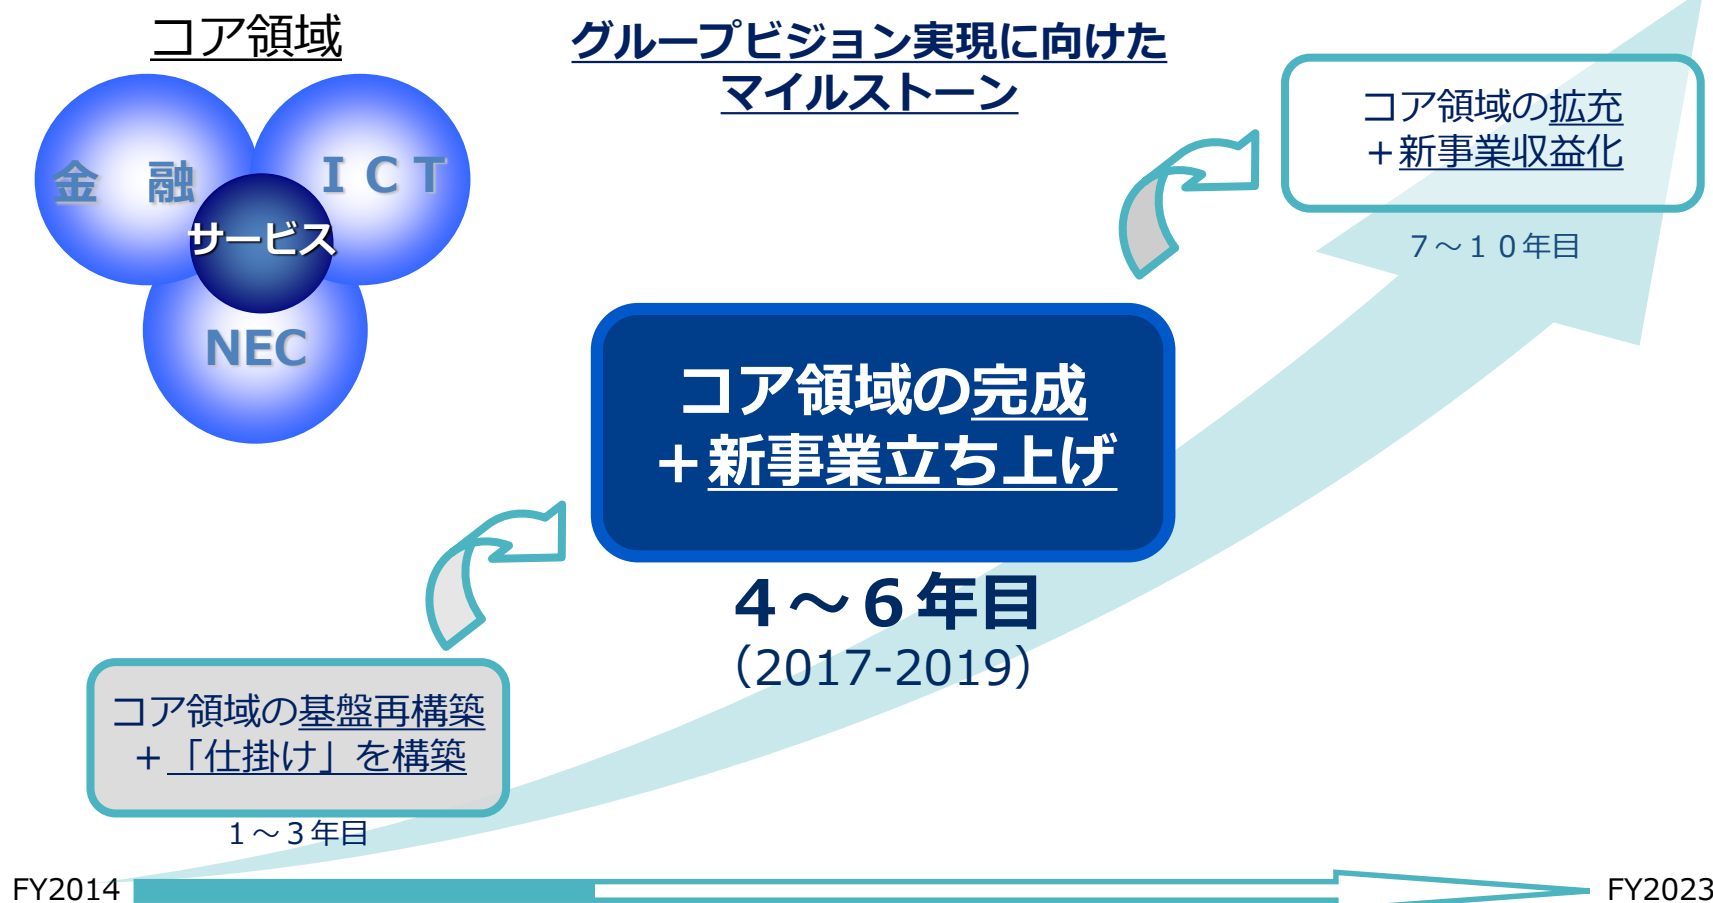 コア領域
グループビジョン実現に向けた
マイルストーン
金　融
ＩＣＴ
サービス
NEC
コア領域の拡充
＋新事業収益化
７～１０年目
コア領域の完成
＋新事業立ち上げ
４～６年目
（2017-2019）
コア領域の基盤再構築
＋「仕掛け」を構築
１～３年目
FY2014
FY2023